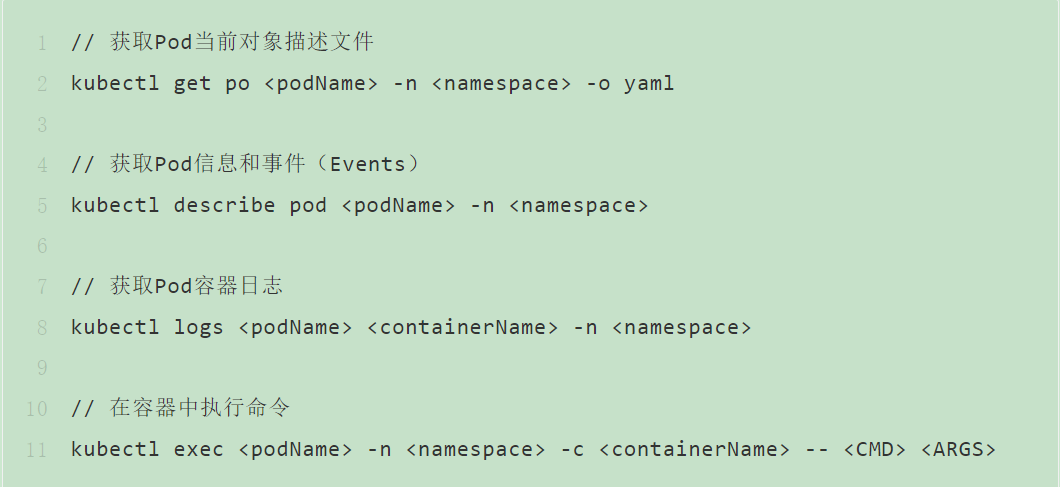 1 // 获取Pod当前对象描述文件
2 kubectl get po <podName> -n <namespace> -o yaml
3
4 // 获取Pod信息和事件（Events）
5 kubectl describe pod <podName> -n <namespace>
6
7 // 获取Pod容器日志
8 kubectl logs <podName> <containerName> -n <namespace>
9
10 // 在容器中执行命令
11 kubectl exec <podName> -n <namespace> -c <containerName> -- <CMD> <ARGS>